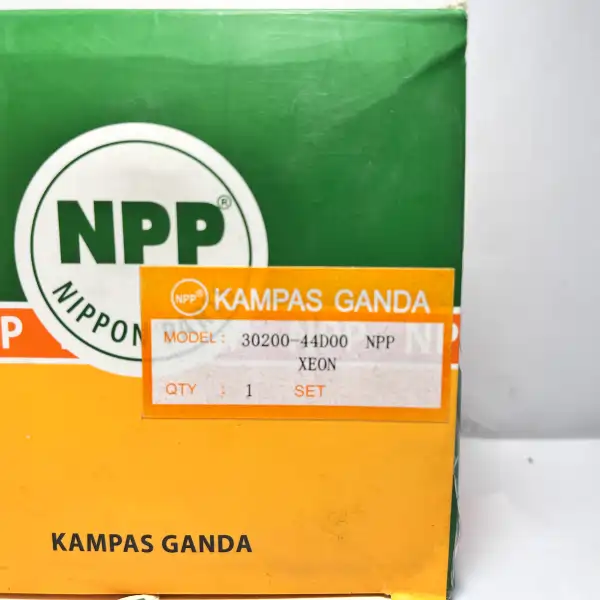 NPP®
NIPPON
P
NPP® KAMPAS GANDA
MODEL : 30200-44D00 NPP
XEON
QTY : 1 SET
KAMPAS GANDA